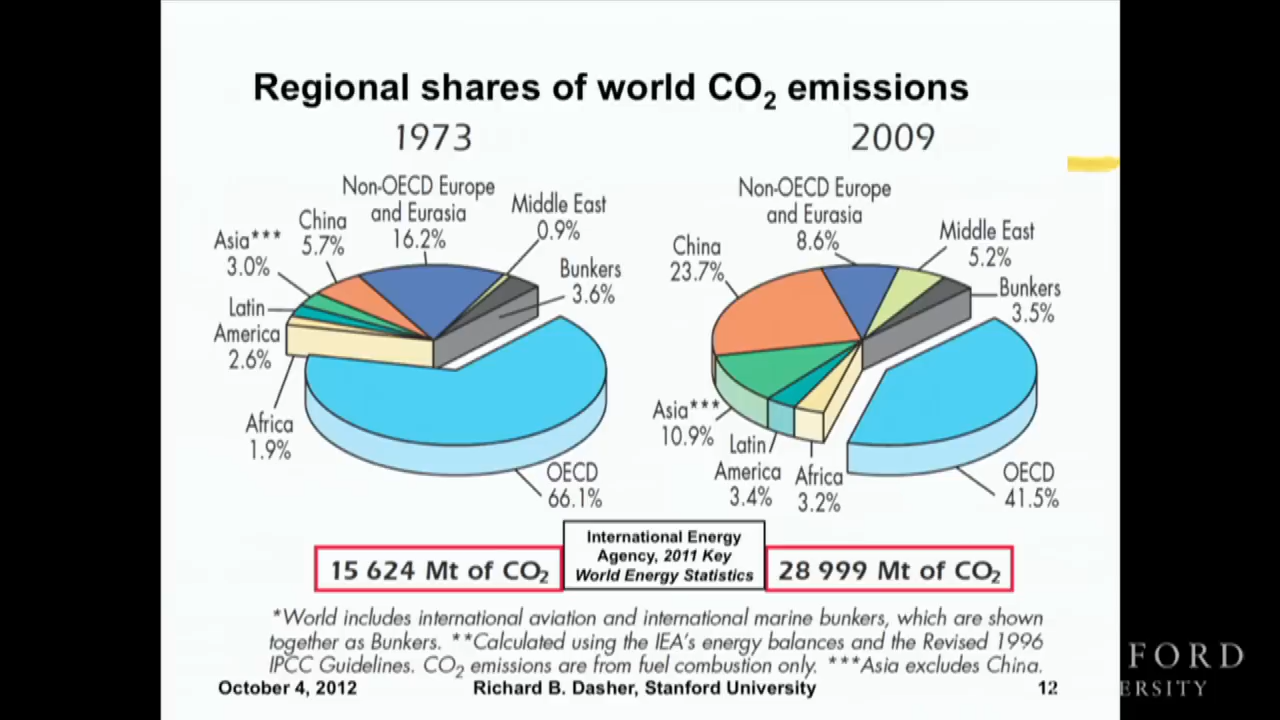 Regional shares of world CO2 emissions
1973
2009
Non-OECD Europe
and Eurasia
16.2%
Middle East
0.9%
China
5.7%
Asia***
3.0%
Bunkers
3.6%
Latin
America
2.6%
Africa
1.9%
OECD
66.1%
Non-OECD Europe
and Eurasia
8.6%
Middle East
5.2%
China
23.7%
Bunkers
3.5%
Asia***
10.9%
Latin
America
3.4%
Africa
3.2%
OECD
41.5%
15 624 Mt of CO2
International Energy
Agency, 2011 Key
World Energy Statistics
28 999 Mt of CO2
*World includes international aviation and international marine bunkers, which are shown
together as Bunkers. **Calculated using the IEA's energy balances and the Revised 1996
IPCC Guidelines. CO2 emissions are from fuel combustion only. ***Asia excludes China.
October 4, 2012
Richard B. Dasher, Stanford University
12
FORD
ERSITY